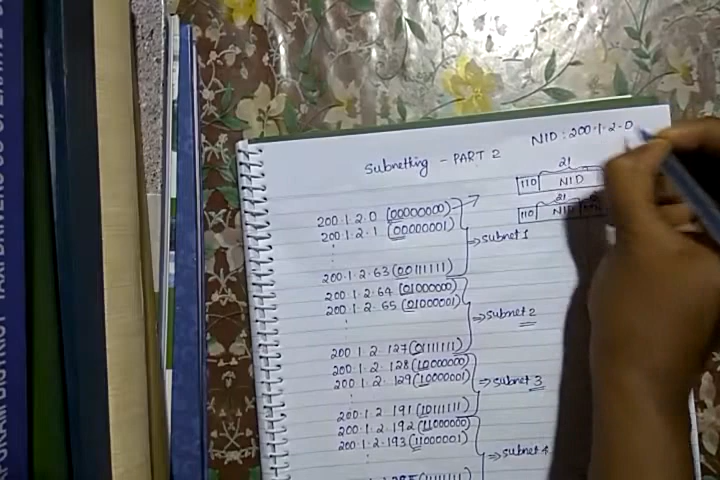 NID : 200.1.2.0
Subnetting - PART 2
21
110 NID
21
110 NID
200.1.2.0 (00000000)
200.1.2.1 (00000001)
⇒ subnet 1
200.1.2.63 (00111111)
200.1.2.64 (01000000)
200.1.2.65 (01000001)
⇒ subnet 2
200.1.2.127 (01111111)
200.1.2.128 (10000000)
200.1.2.129 (10000001)
⇒ subnet 3
200.1.2.191 (10111111)
200.1.2.192 (11000000)
200.1.2.193 (11000001)
⇒ subnet 4